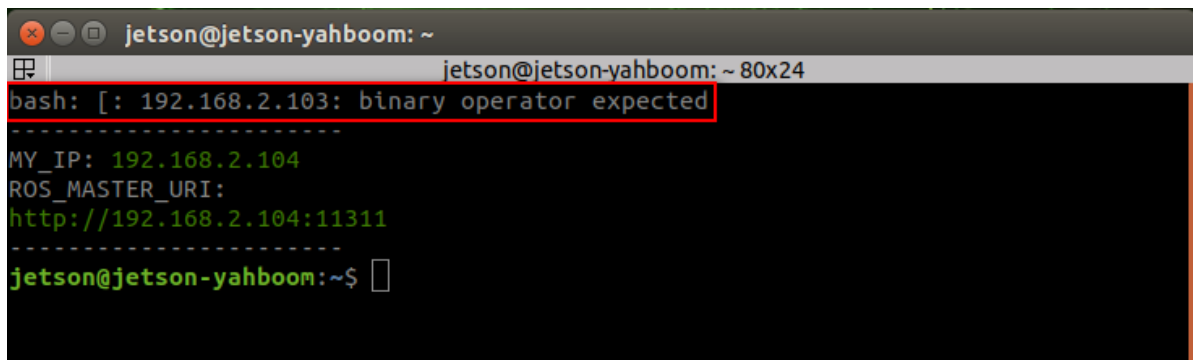 jetson@jetson-yahboom: ~
jetson@jetson-yahboom: ~ 80x24
bash: [: 192.168.2.103: binary operator expected
------------------------
MY_IP: 192.168.2.104
ROS_MASTER_URI:
http://192.168.2.104:11311
------------------------
jetson@jetson-yahboom:~$